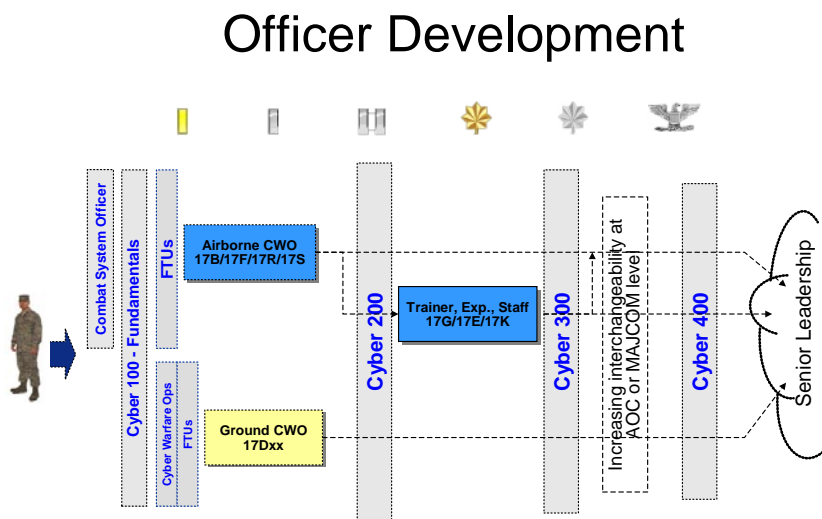 Officer Development
Combat System Officer
Cyber 100 - Fundamentals
FTUs
Airborne CWO
17B/17F/17R/17S
Cyber Warfare Ops
FTUs
Ground CWO
17Dxx
Cyber 200
Trainer, Exp., Staff
17G/17E/17K
Cyber 300
Increasing interchangeability at
AOC or MAJCOM level
Cyber 400
Senior Leadership